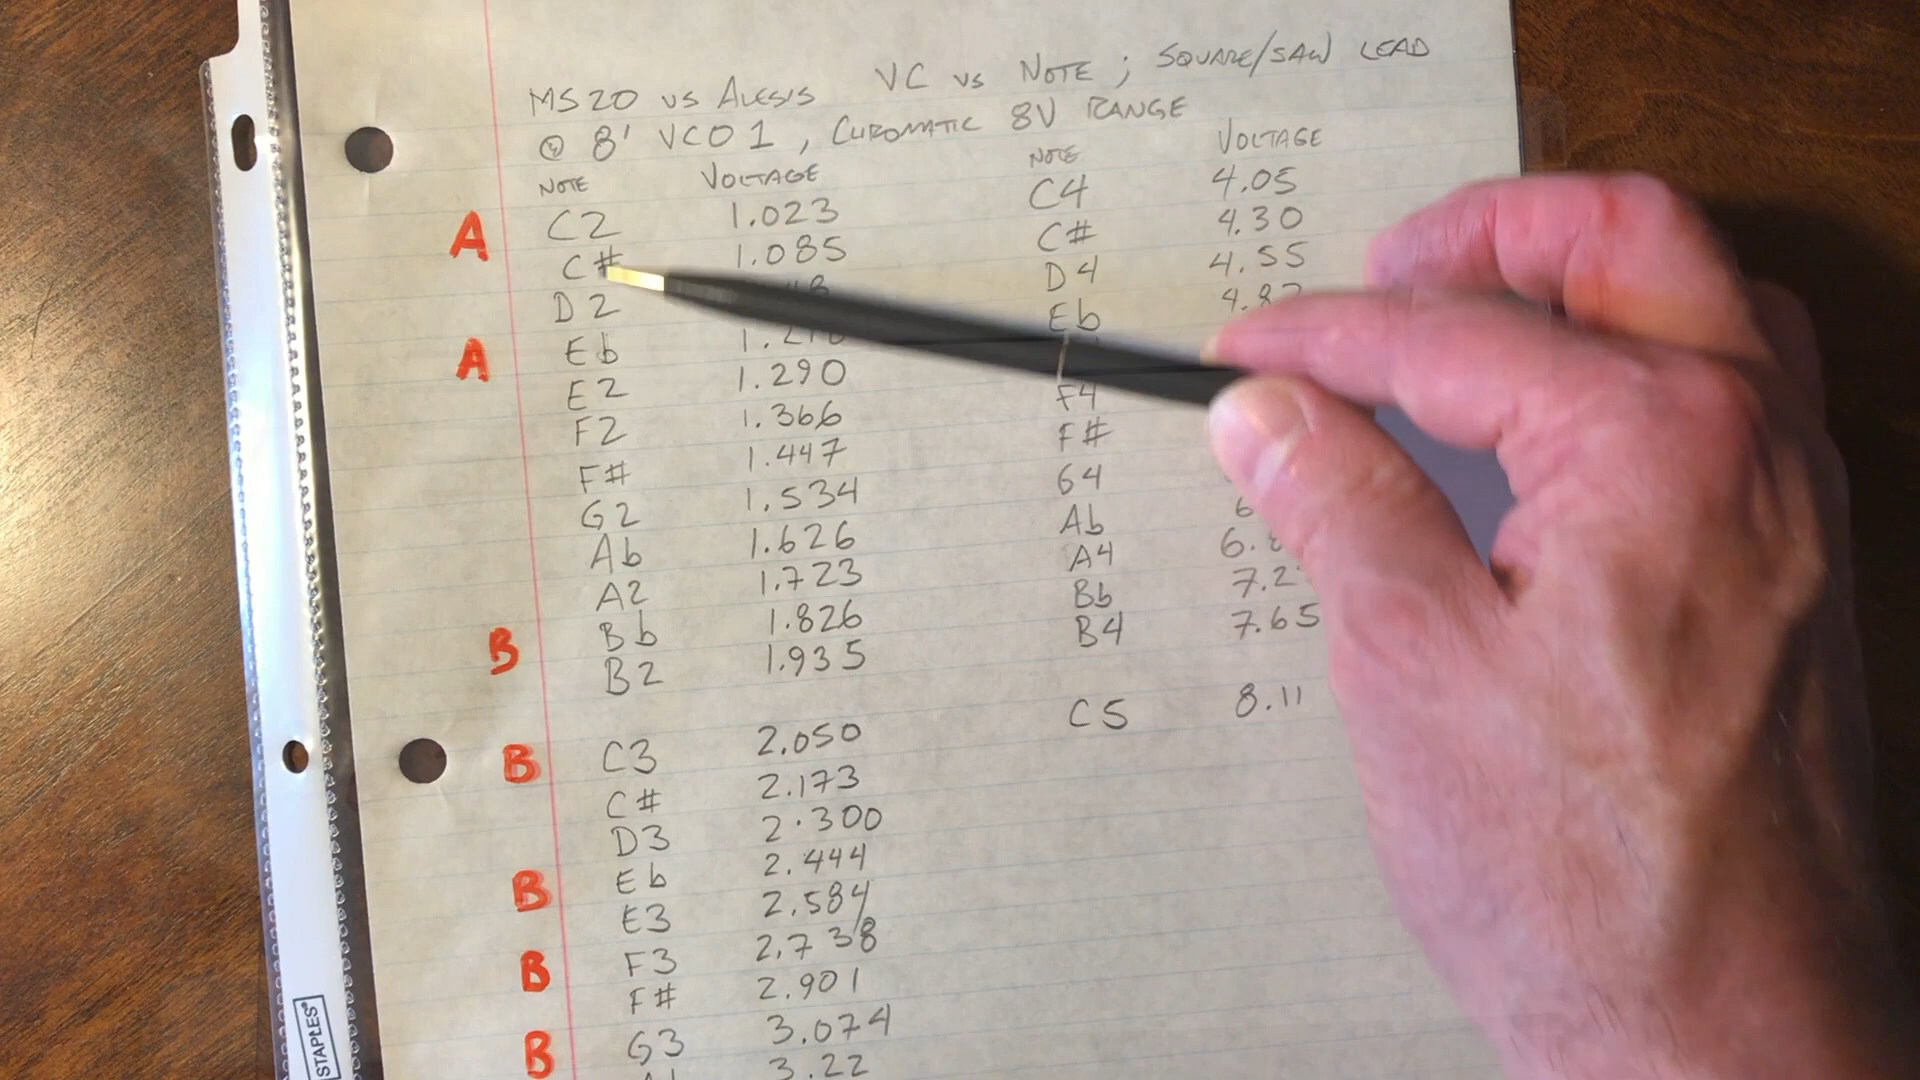 MS20 vs ALESIS VC vs NOTE ; SQUARE/SAW LEAD
@ 8' VCO 1 , CHROMATIC 8V RANGE
NOTE VOLTAGE
A C2 1.023
C# 1.085
D2
A Eb
E2 1.290
F2 1.366
F# 1.447
G2 1.534
Ab 1.626
A2 1.723
Bb 1.826
B B2 1.935
B C3 2.050
C# 2.173
D3 2.300
Eb 2.444
B E3 2.584
F3 2.738
B F# 2.901
B G3 3.074
3.22
NOTE VOLTAGE
C4 4.05
C# 4.30
D4 4.55
Eb
F4
F#
G4
Ab
A4
Bb
B4 7.65
C5 8.11
STAPLES